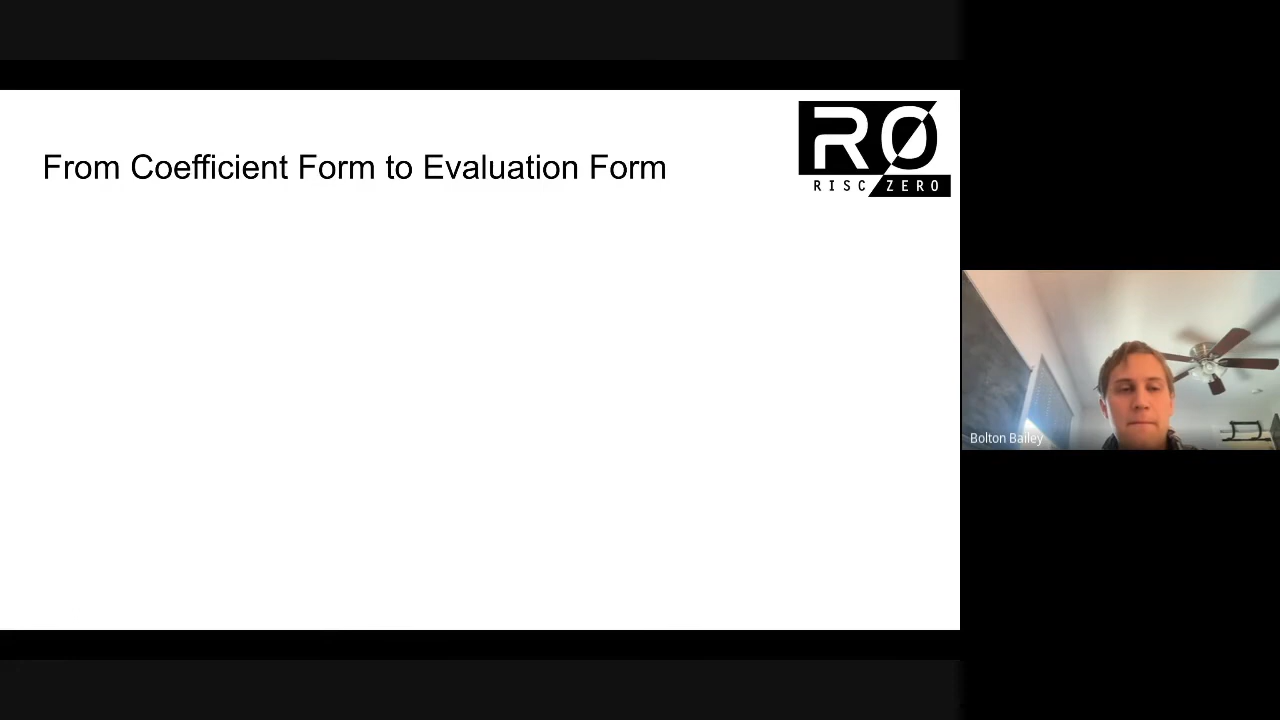 From Coefficient Form to Evaluation Form
RØ
RISC ZERO
Bolton Bailey